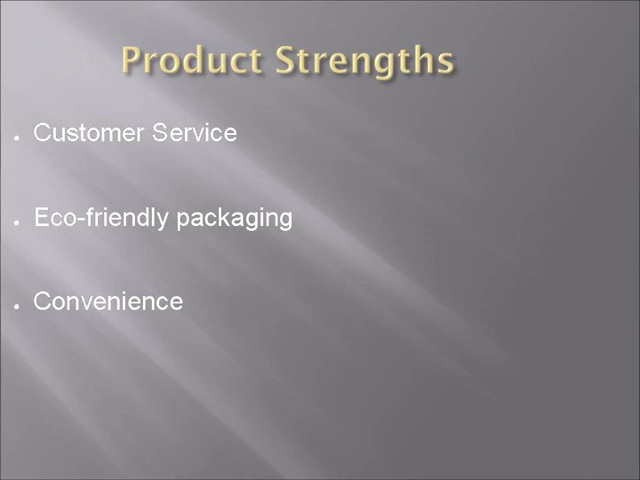 Product Strengths
Customer Service
Eco-friendly packaging
Convenience